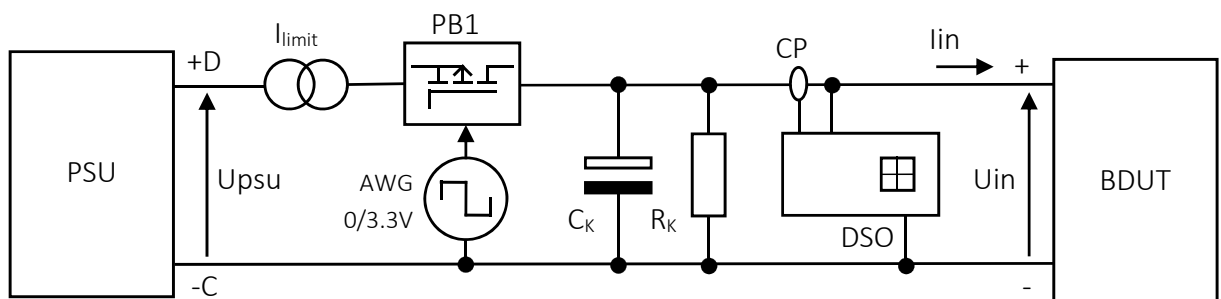 PSU
+D
Upsu
-C
Ilimit
PB1
AWG
0/3.3V
CK
RK
CP
DSO
Iin
+
Uin
-
BDUT